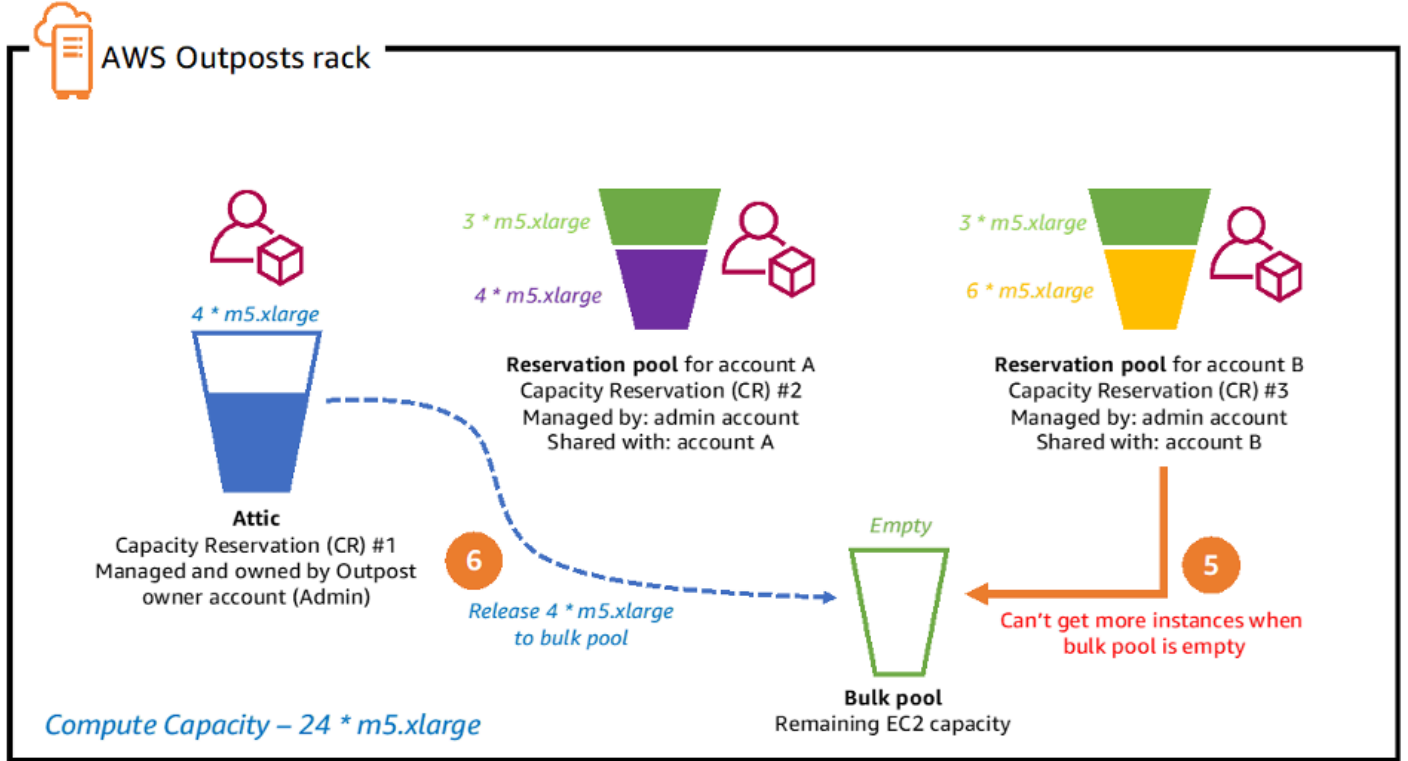 AWS Outposts rack
3 * m5.xlarge
4 * m5.xlarge
3 * m5.xlarge
6 * m5.xlarge
4 * m5.xlarge
Reservation pool for account A
Capacity Reservation (CR) #2
Managed by: admin account
Shared with: account A
Reservation pool for account B
Capacity Reservation (CR) #3
Managed by: admin account
Shared with: account B
Attic
Capacity Reservation (CR) #1
Managed and owned by Outpost
owner account (Admin)
6
Release 4 * m5.xlarge
to bulk pool
Empty
5
Can't get more instances when
bulk pool is empty
Bulk pool
Remaining EC2 capacity
Compute Capacity – 24 * m5.xlarge